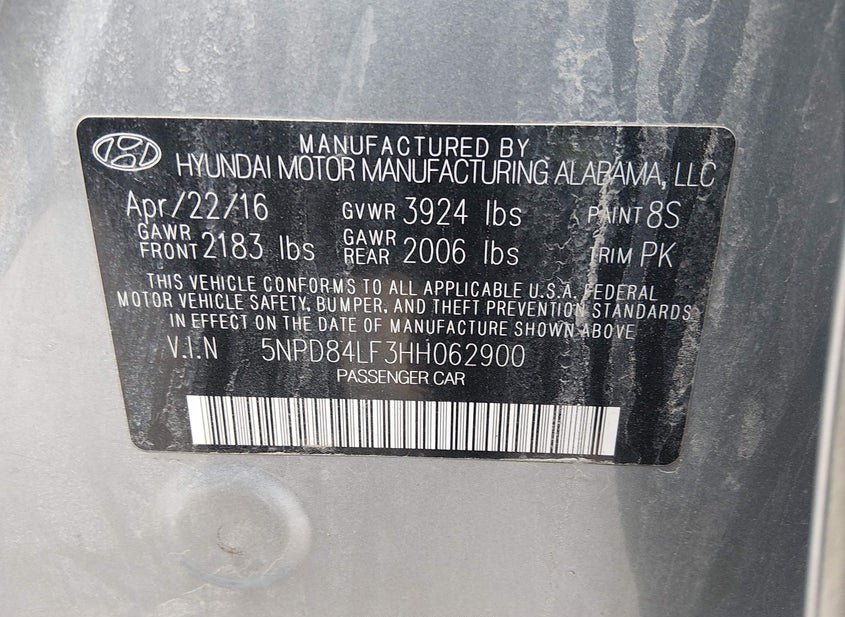 MANUFACTURED BY
HYUNDAI MOTOR MANUFACTURING ALABAMA, LLC
Apr/22/16 GVWR 3924 lbs PAINT 8S
GAWR FRONT 2183 lbs GAWR REAR 2006 lbs TRIM PK
THIS VEHICLE CONFORMS TO ALL APPLICABLE U.S.A. FEDERAL
MOTOR VEHICLE SAFETY, BUMPER, AND THEFT PREVENTION STANDARDS
IN EFFECT ON THE DATE OF MANUFACTURE SHOWN ABOVE
V.I.N 5NPD84LF3HH062900
PASSENGER CAR